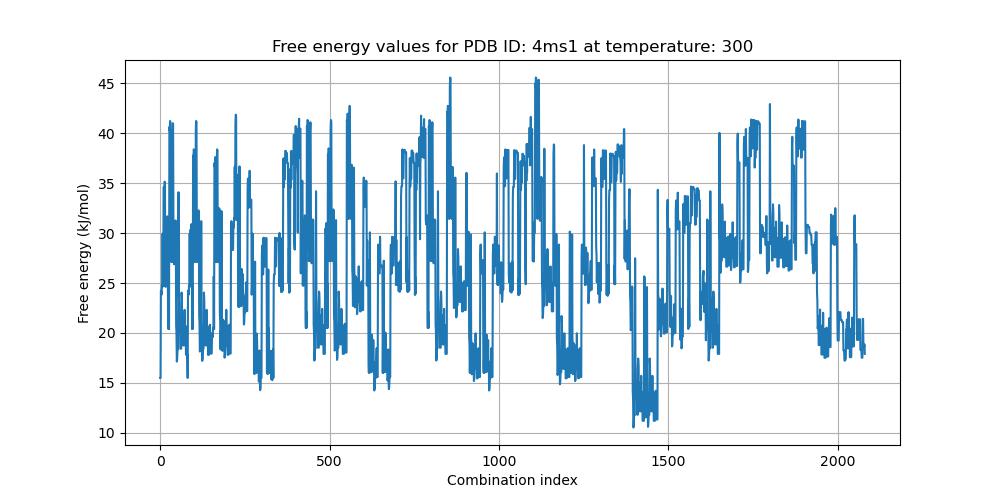 Free energy values for PDB ID: 4ms1 at temperature: 300
45
40
35
30
25
20
15
10
Free energy (kJ/mol)
0 500 1000 1500 2000
Combination index